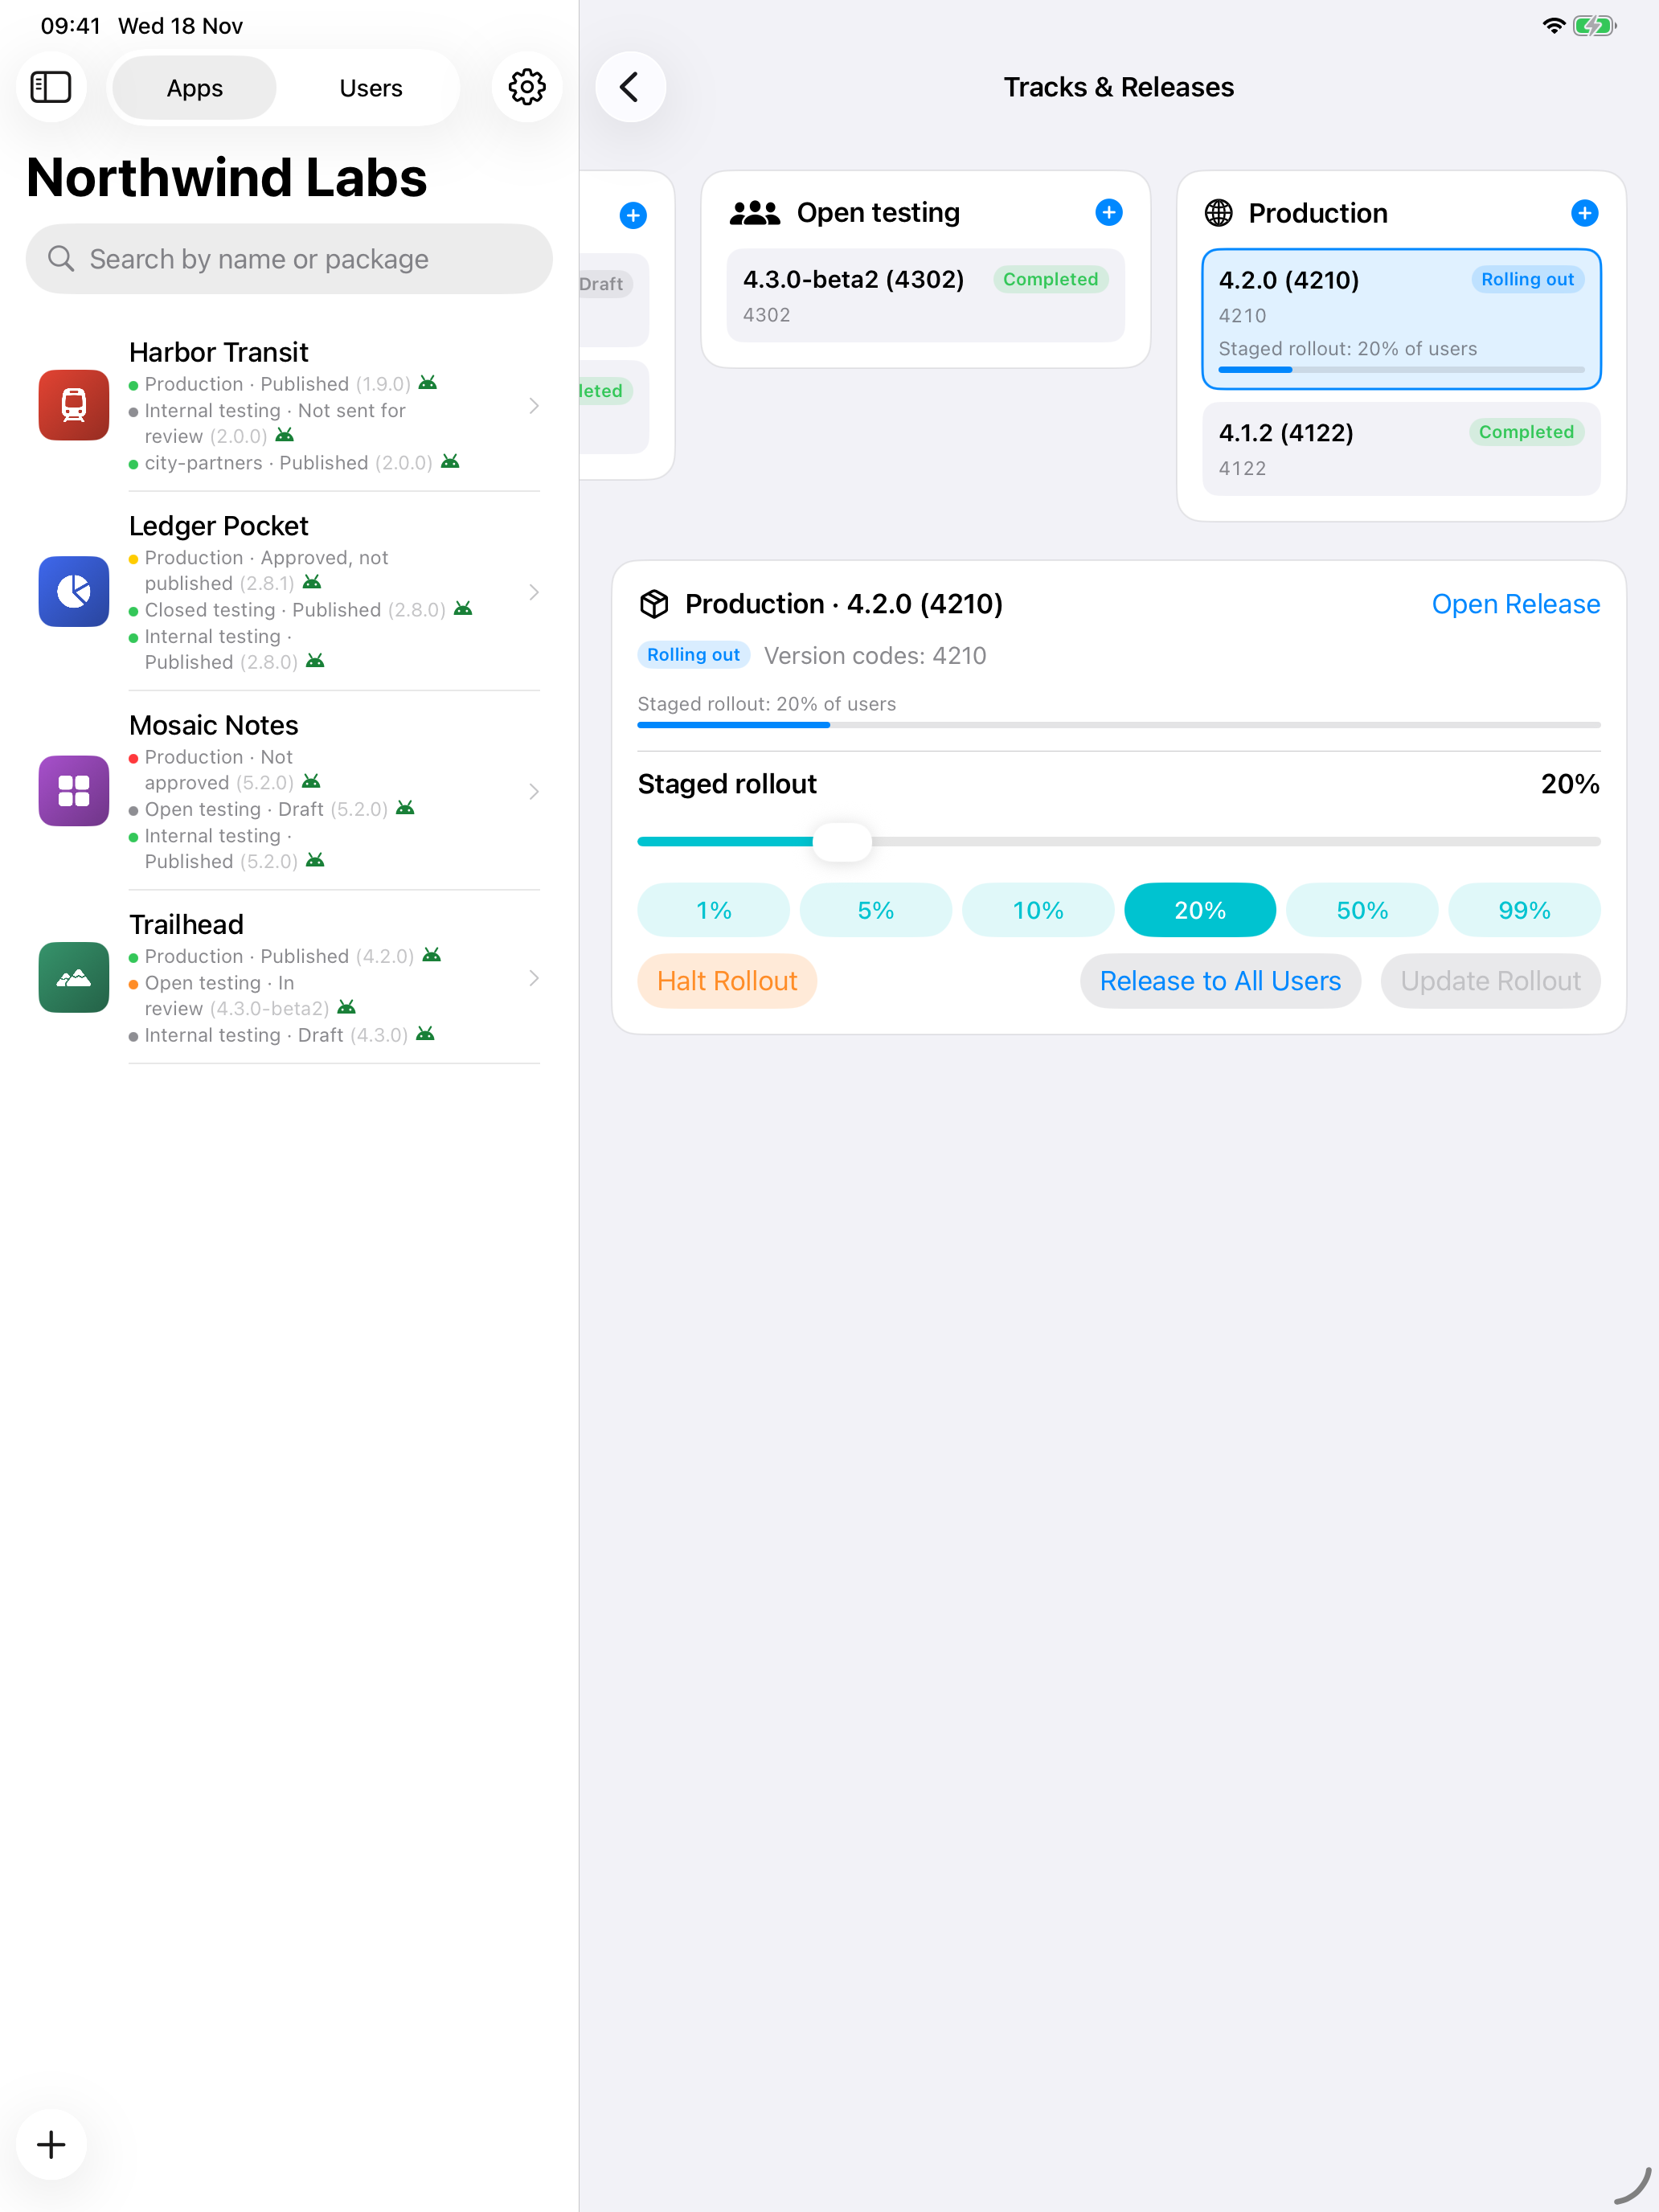 09:41 Wed 18 Nov
Apps
Users
Northwind Labs
Search by name or package
Harbor Transit
Production · Published (1.9.0)
Internal testing · Not sent for
review (2.0.0)
city-partners · Published (2.0.0)
Ledger Pocket
Production · Approved, not
published (2.8.1)
Closed testing · Published (2.8.0)
Internal testing ·
Published (2.8.0)
Mosaic Notes
Production · Not
approved (5.2.0)
Open testing · Draft (5.2.0)
Internal testing ·
Published (5.2.0)
Trailhead
Production · Published (4.2.0)
Open testing · In
review (4.3.0-beta2)
Internal testing · Draft (4.3.0)
Tracks & Releases
Draft
leted
Open testing
4.3.0-beta2 (4302) Completed
4302
Production
4.2.0 (4210) Rolling out
4210
Staged rollout: 20% of users
4.1.2 (4122) Completed
4122
Production · 4.2.0 (4210) Open Release
Rolling out Version codes: 4210
Staged rollout: 20% of users
Staged rollout 20%
1% 5% 10% 20% 50% 99%
Halt Rollout Release to All Users Update Rollout